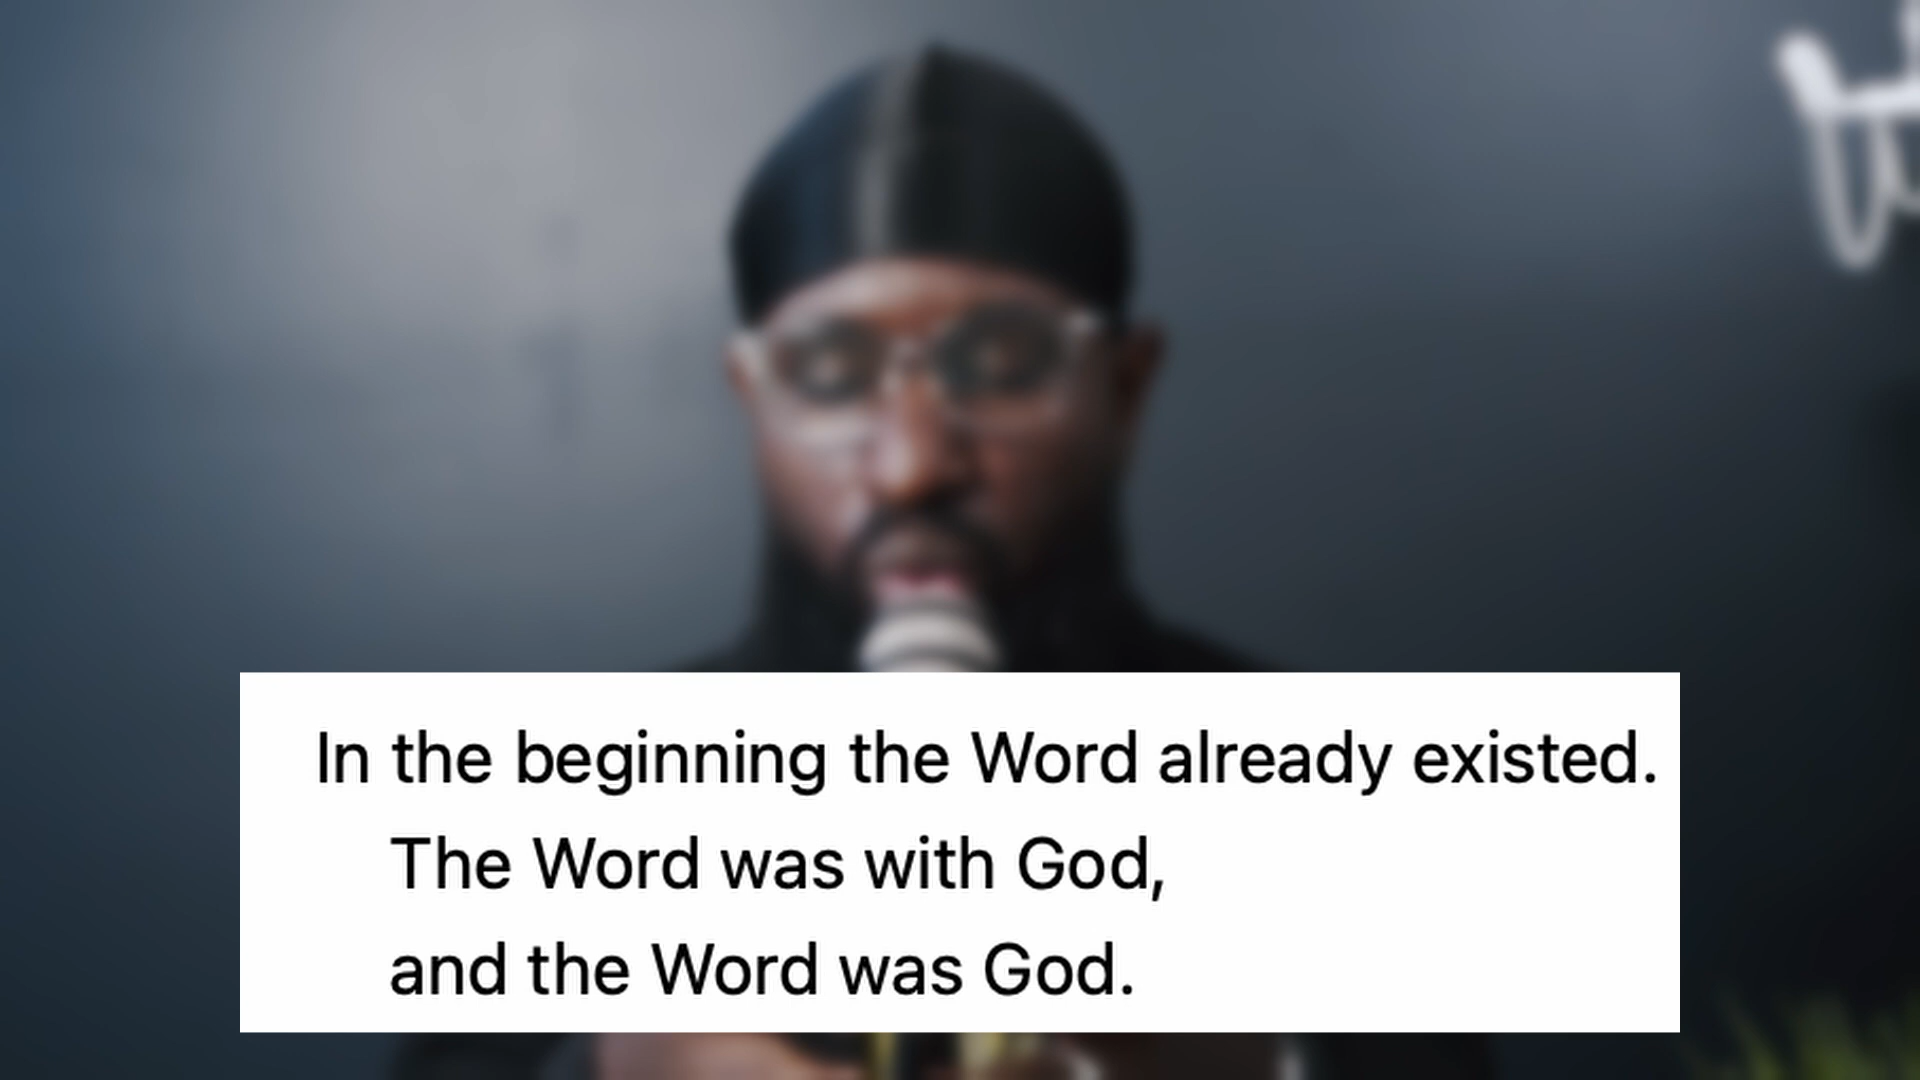 In the beginning the Word already existed.
The Word was with God,
and the Word was God.